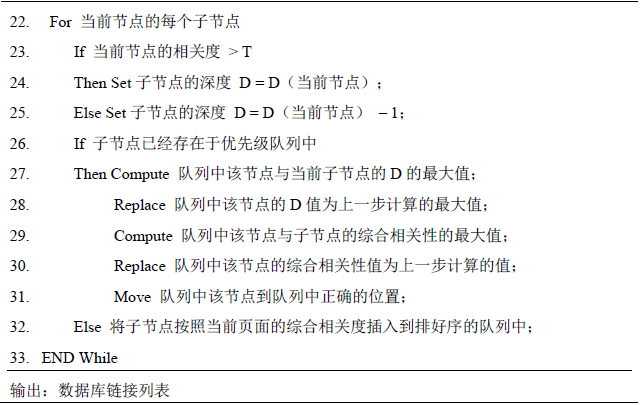 22. For 当前节点的每个子节点
23. If 当前节点的相关度 > T
24. Then Set 子节点的深度 D = D（当前节点）；
25. Else Set 子节点的深度 D = D（当前节点） − 1；
26. If 子节点已经存在于优先级队列中
27. Then Compute 队列中该节点与当前子节点的 D 的最大值；
28. Replace 队列中该节点的 D 值为上一步计算的最大值；
29. Compute 队列中该节点与子节点的综合相关性的最大值；
30. Replace 队列中该节点的综合相关性值为上一步计算的值；
31. Move 队列中该节点到队列中正确的位置；
32. Else 将子节点按照当前页面的综合相关度插入到排好序的队列中；
33. END While
输出：数据库链接列表